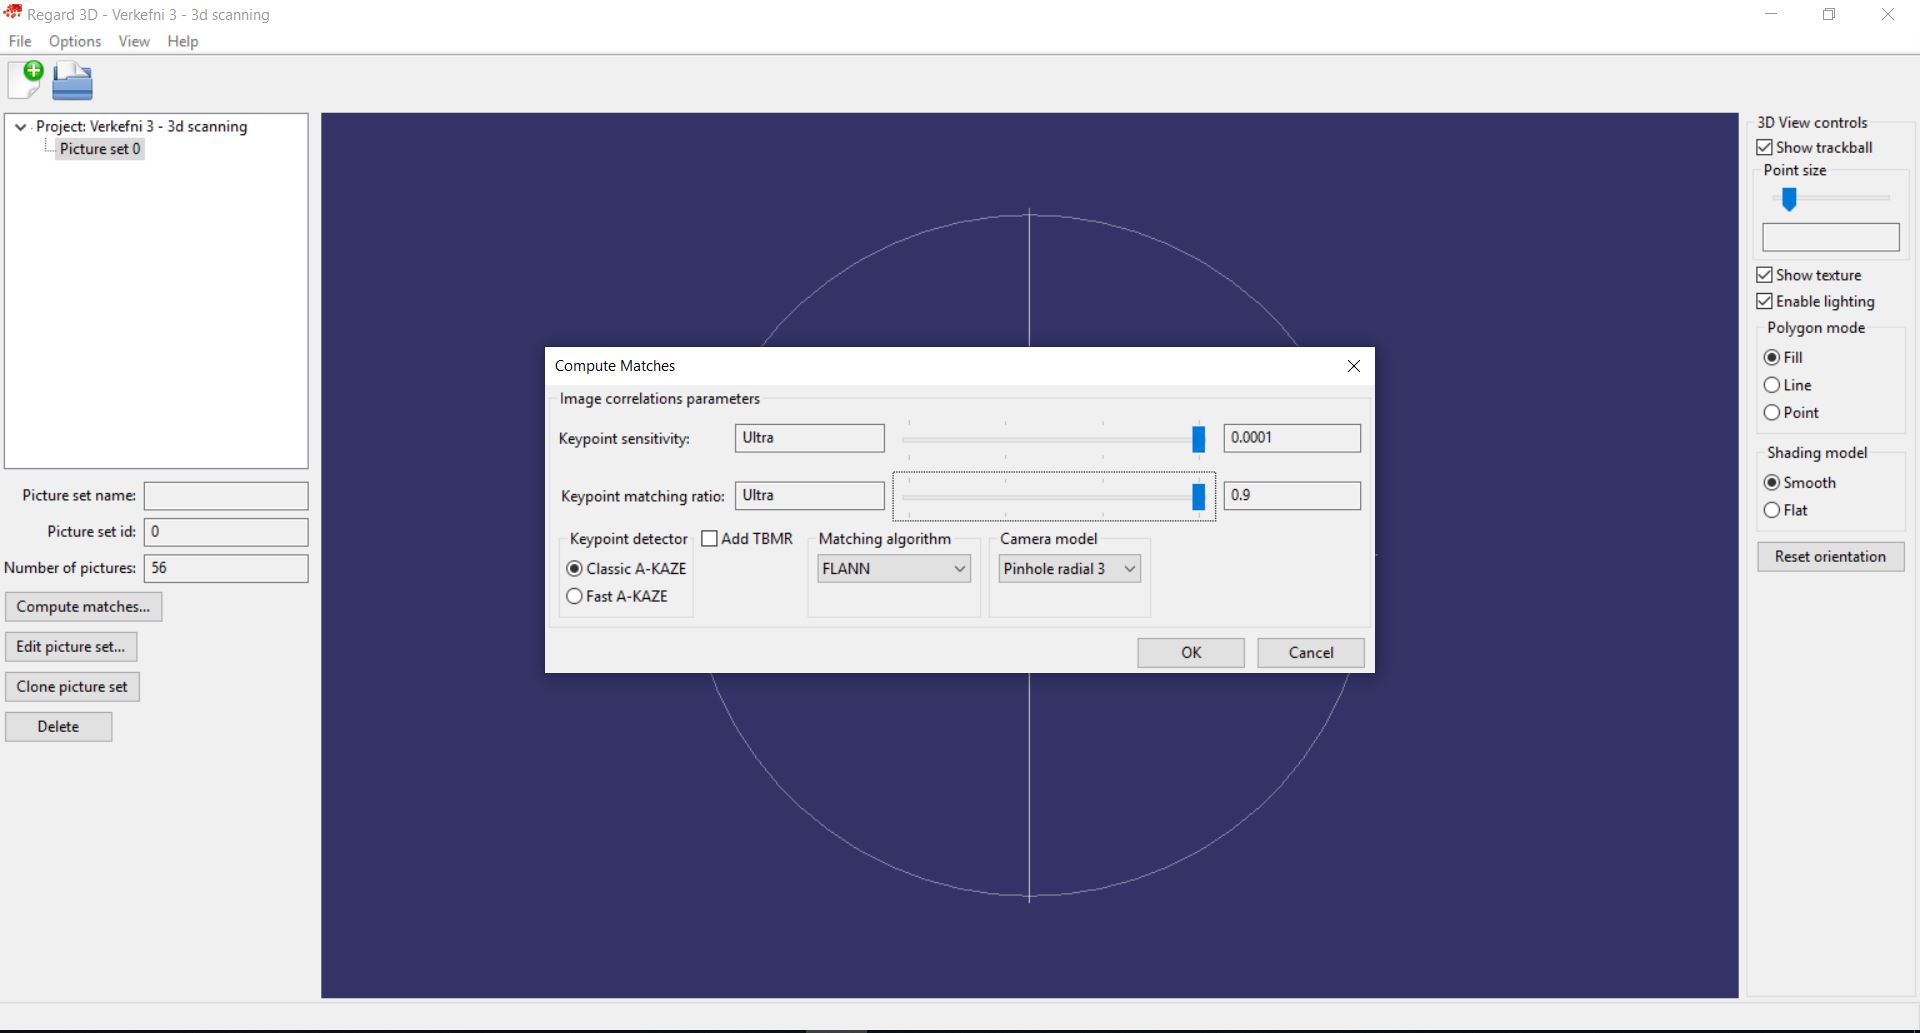 Regard 3D - Verkefni 3 - 3d scanning
File Options View Help
Project: Verkefni 3 - 3d scanning
Picture set 0
Picture set name:
Picture set id: 0
Number of pictures: 56
Compute matches...
Edit picture set...
Clone picture set
Delete
Compute Matches
Image correlations parameters
Keypoint sensitivity: Ultra 0.0001
Keypoint matching ratio: Ultra 0.9
Keypoint detector
Classic A-KAZE
Fast A-KAZE
Add TBMR
Matching algorithm
FLANN
Camera model
Pinhole radial 3
OK Cancel
3D View controls
Show trackball
Point size
Show texture
Enable lighting
Polygon mode
Fill
Line
Point
Shading model
Smooth
Flat
Reset orientation